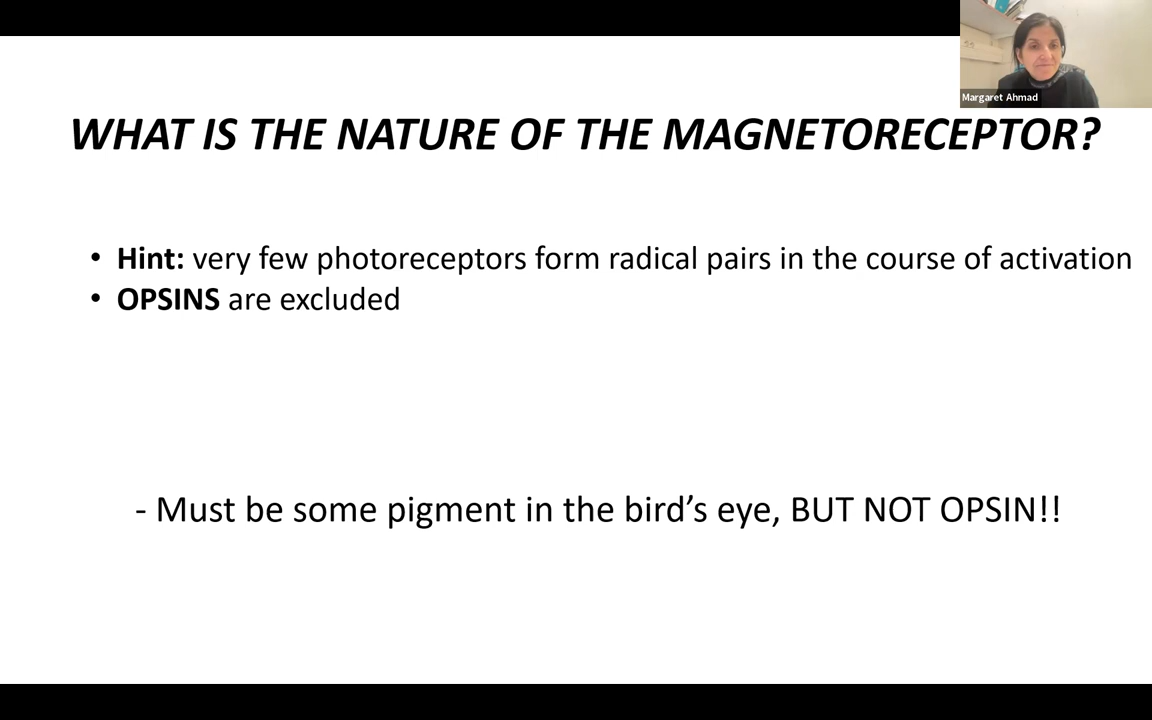 Margaret Ahmad
WHAT IS THE NATURE OF THE MAGNETORECEPTOR?
• Hint: very few photoreceptors form radical pairs in the course of activation
• OPSINS are excluded
- Must be some pigment in the bird’s eye, BUT NOT OPSIN!!